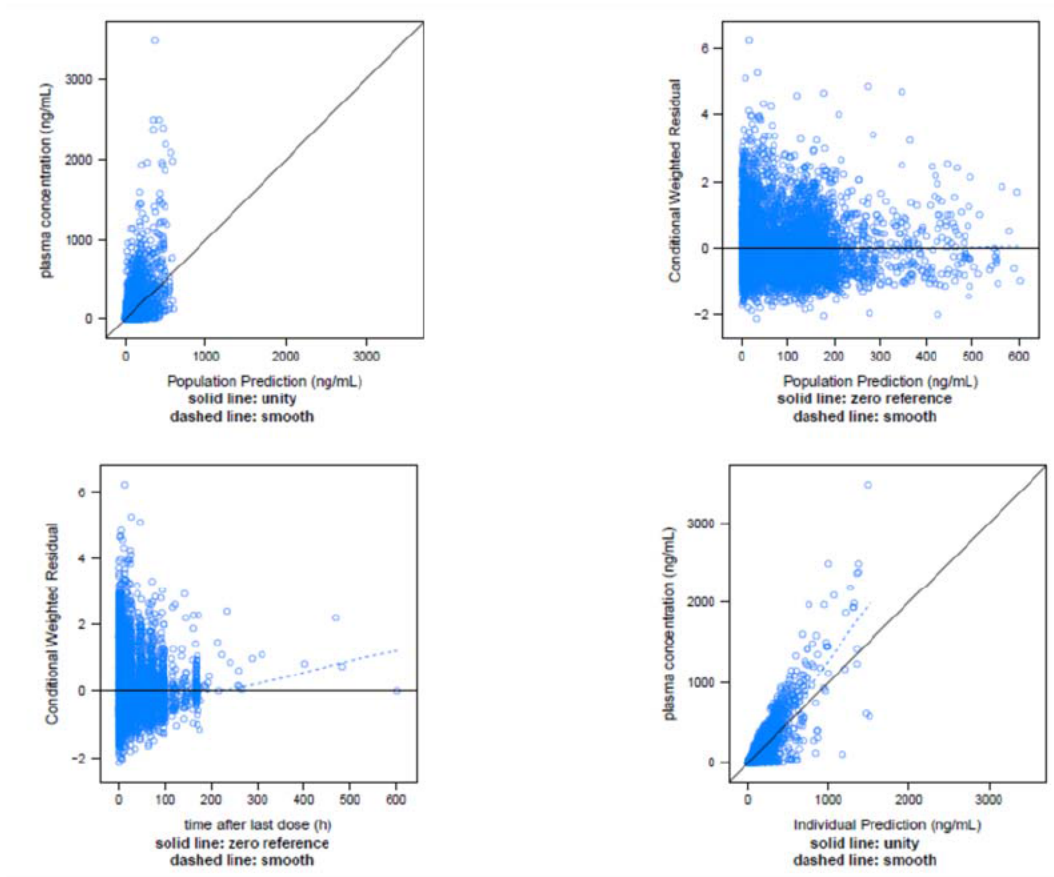 plasma concentration (ng/mL)
3000
2000
1000
0
0 1000 2000 3000
Population Prediction (ng/mL)
solid line: unity
dashed line: smooth
Conditional Weighted Residual
6
4
2
0
−2
0 100 200 300 400 500 600
Population Prediction (ng/mL)
solid line: zero reference
dashed line: smooth
Conditional Weighted Residual
6
4
2
0
−2
0 100 200 300 400 500 600
time after last dose (h)
solid line: zero reference
dashed line: smooth
plasma concentration (ng/mL)
3000
2000
1000
0
0 1000 2000 3000
Individual Prediction (ng/mL)
solid line: unity
dashed line: smooth